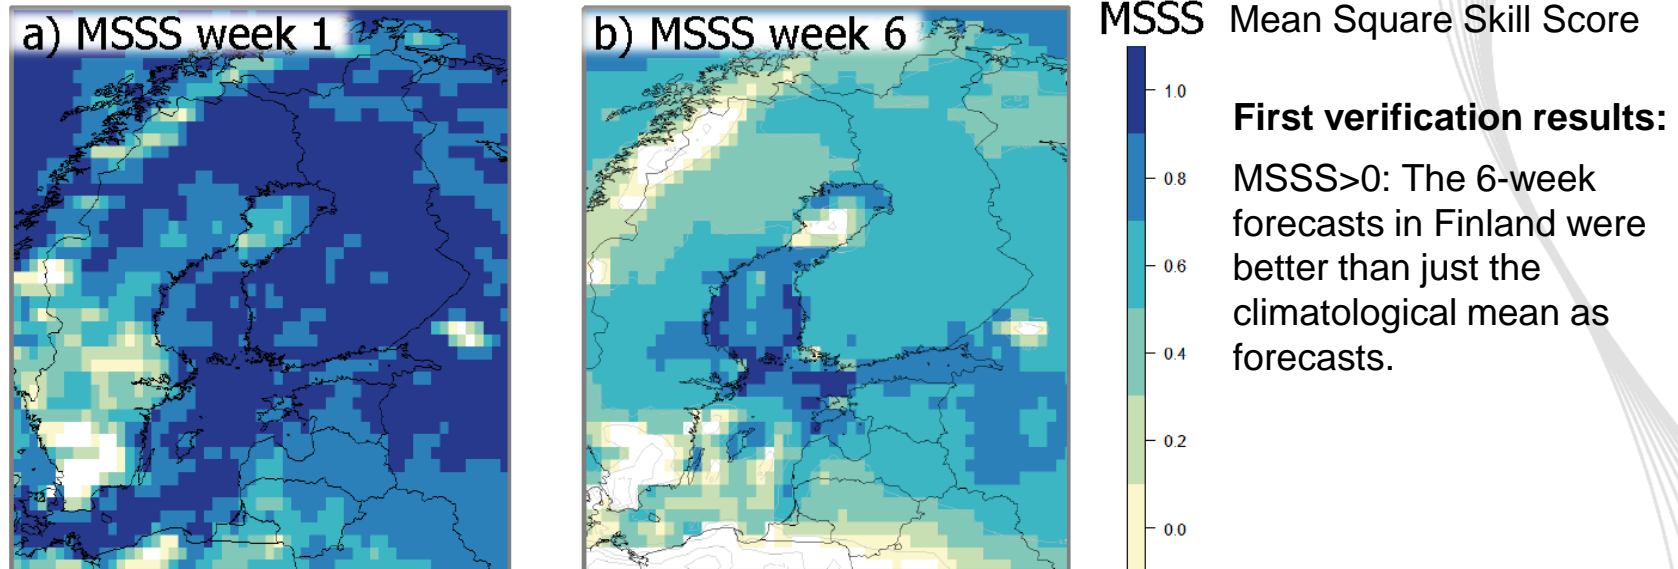 a) MSSS week 1
b) MSSS week 6
MSSS
1.0
0.8
0.6
0.4
0.2
0.0
Mean Square Skill Score
First verification results:
MSSS>0: The 6-week
forecasts in Finland were
better than just the
climatological mean as
forecasts.